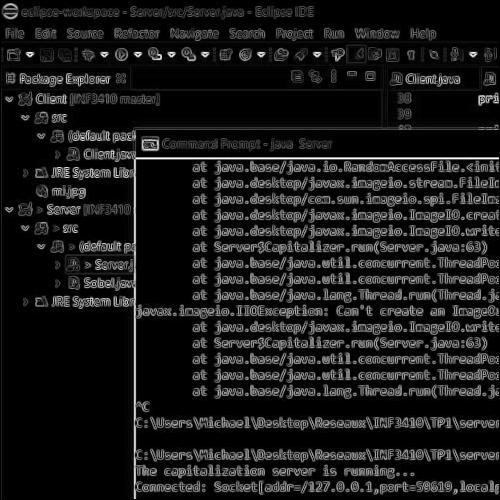 eclipse-workspace - Server/src/Server.java - Eclipse IDE
File Edit Source Refactor Navigate Search Project Run Window Help
Package Explorer
Client.java
Client [INF3410 master]
38 pri
src
39
(default pack
40
Client.java
JRE System Libr
mi.jpg
> Server [INF3410
> src
> (default p
> Server.j
Sobel.java
JRE System Libr
Command Prompt - java Server
at java.base/java.io.RandomAccessFile.<init
at java.desktop/javax.imageio.stream.FileIm
at java.desktop/com.sun.imageio.spi.FileIma
at java.desktop/javax.imageio.ImageIO.creat
at java.desktop/javax.imageio.ImageIO.write
at Server$Capitalizer.run(Server.java:63)
at java.base/java.util.concurrent.ThreadPoo
at java.base/java.util.concurrent.ThreadPoo
at java.base/java.lang.Thread.run(Thread.ja
javax.imageio.IIOException: Can't create an ImageOu
at java.desktop/javax.imageio.ImageIO.write
at Server$Capitalizer.run(Server.java:63)
at java.base/java.util.concurrent.ThreadPoo
at java.base/java.util.concurrent.ThreadPoo
at java.base/java.lang.Thread.run(Thread.ja
^C
C:\Users\Michael\Desktop\Reseaux\INF3410\TP1\server
C:\Users\Michael\Desktop\Reseaux\INF3410\TP1\server
The capitalization server is running...
Connected: Socket[addr=/127.0.0.1,port=58619,localp